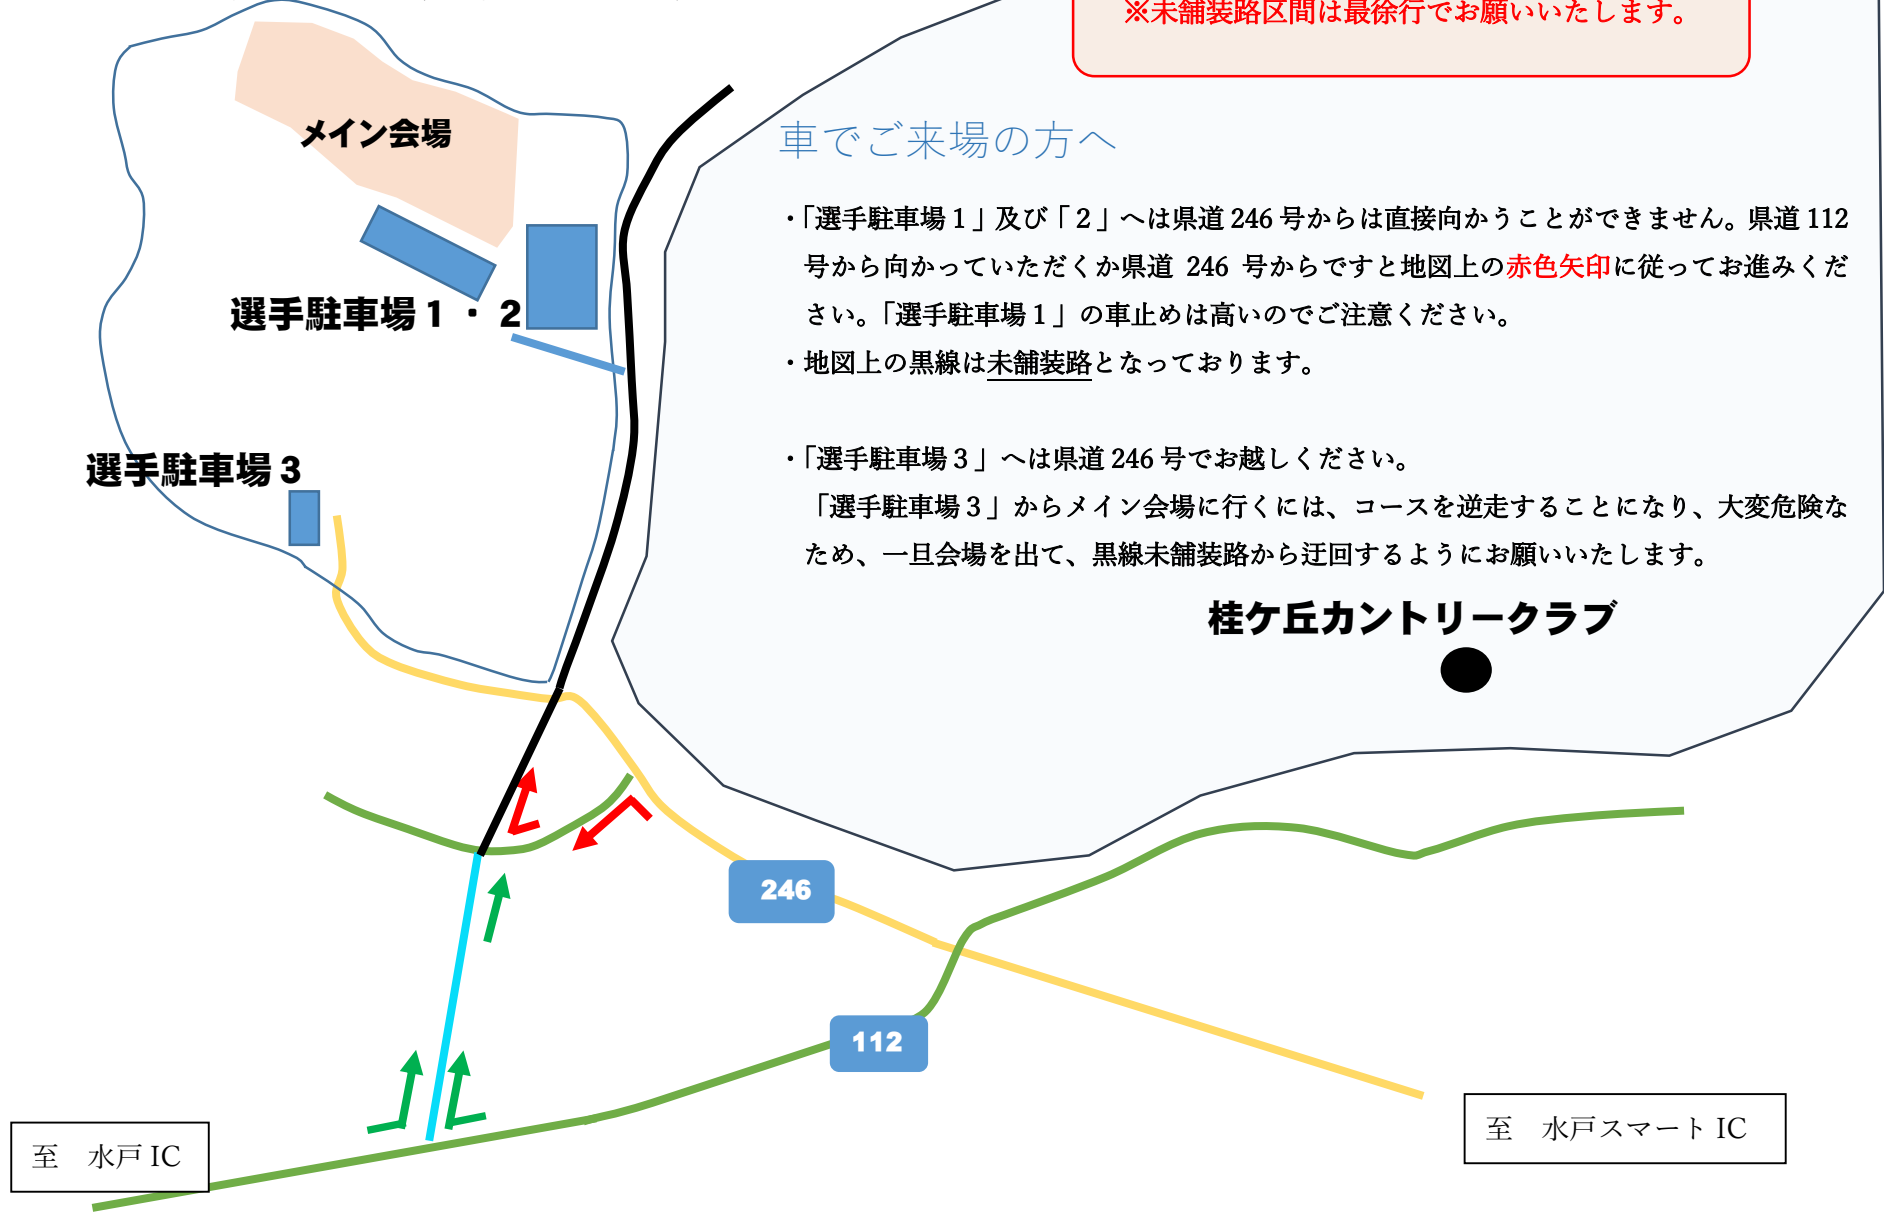 ※未舗装路区間は最徐行でお願いいたします。
車でご来場の方へ
メイン会場
・「選手駐車場１」及び「２」へは県道 246 号からは直接向かうことができません。県道 112
号から向かっていただくか県道 246 号からですと地図上の赤色矢印に従ってお進みくだ
さい。「選手駐車場１」の車止めは高いのでご注意ください。
選手駐車場１・２
・地図上の黒線は未舗装路となっております。
選手駐車場３
・「選手駐車場３」へは県道 246 号でお越しください。
「選手駐車場３」からメイン会場に行くには、コースを逆走することになり、大変危険な
ため、一旦会場を出て、黒線未舗装路から迂回するようにお願いいたします。
桂ケ丘カントリークラブ
246
112
至　水戸 IC
至　水戸スマート IC